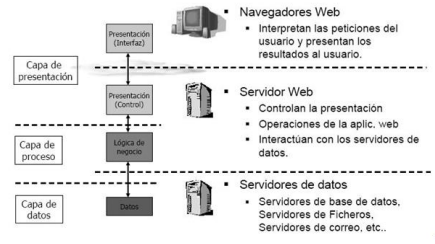 Capa de
presentación
Capa de
proceso
Capa de
datos
Presentación
(Interfaz)
Presentación
(Control)
Lógica de
negocio
Datos
▪ Navegadores Web
▪ Interpretan las peticiones del
usuario y presentan los
resultados al usuario.
▪ Servidor Web
▪ Controlan la presentación
▪ Operaciones de la aplic. web
▪ Interactúan con los servidores de
datos.
▪ Servidores de datos
▪ Servidores de base de datos,
Servidores de Ficheros,
Servidores de correo, etc..